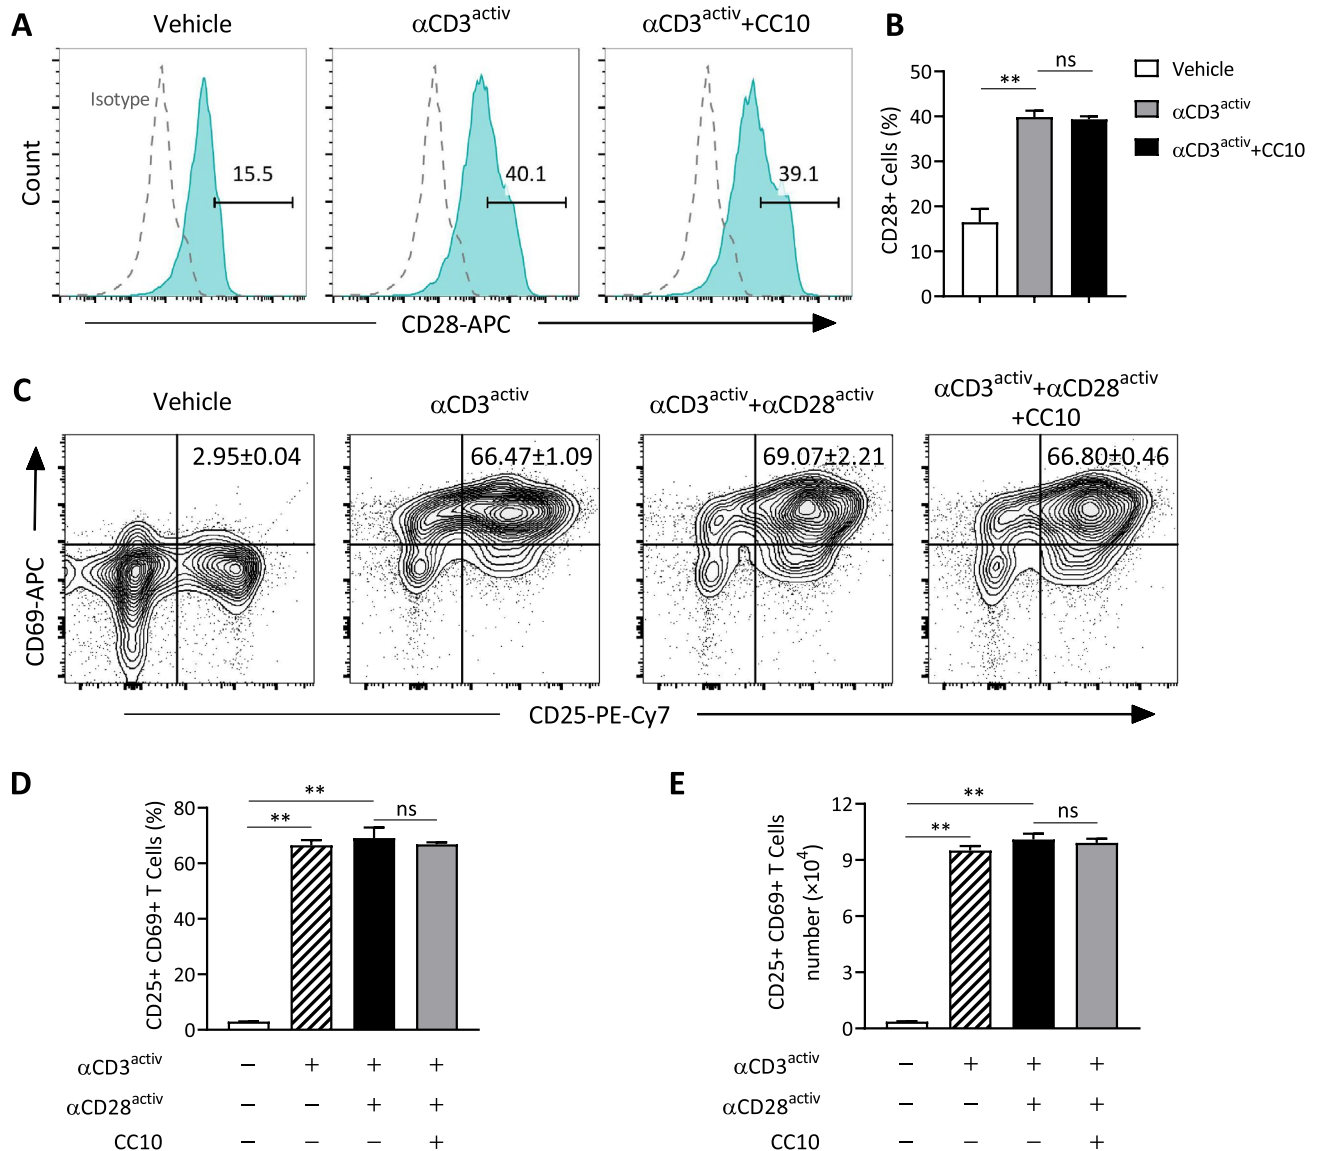 A
Vehicle
αCD3activ
αCD3activ+CC10
Isotype
15.5
40.1
39.1
Count
CD28-APC
B
50
40
30
20
10
0
CD28+ Cells (%)
**
ns
Vehicle
αCD3activ
αCD3activ+CC10
C
Vehicle
αCD3activ
αCD3activ+αCD28activ
αCD3activ+αCD28activ
+CC10
2.95±0.04
66.47±1.09
69.07±2.21
66.80±0.46
CD69-APC
CD25-PE-Cy7
D
80
60
40
20
0
CD25+ CD69+ T Cells (%)
**
**
ns
αCD3activ − + + +
αCD28activ − − + +
CC10 − − − +
E
12
9
6
3
0
CD25+ CD69+ T Cells
number (×10⁴)
**
**
ns
αCD3activ − + + +
αCD28activ − − + +
CC10 − − − +